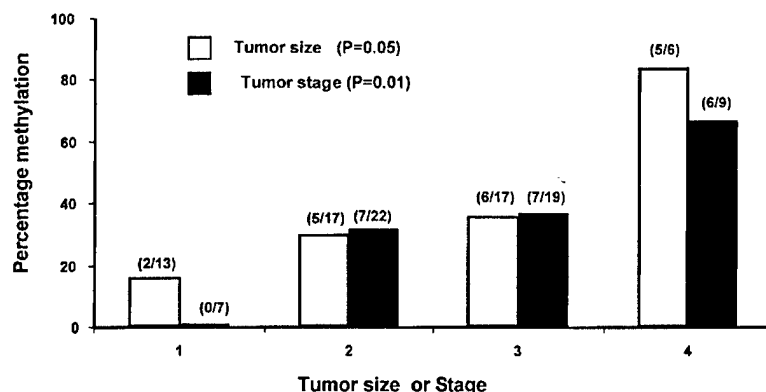 100
80
60
40
20
0
Percentage methylation
Tumor size (P=0.05)
Tumor stage (P=0.01)
(2/13)
(0/7)
(5/17) (7/22)
(6/17) (7/19)
(5/6)
(6/9)
1 2 3 4
Tumor size or Stage